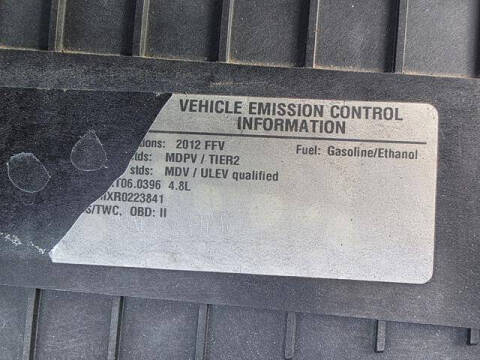 VEHICLE EMISSION CONTROL
INFORMATION
tions: 2012 FFV Fuel: Gasoline/Ethanol
stds: MDPV / TIER2
stds: MDV / ULEV qualified
T06.0396 4.8L
XR0223841
S/TWC, OBD: II